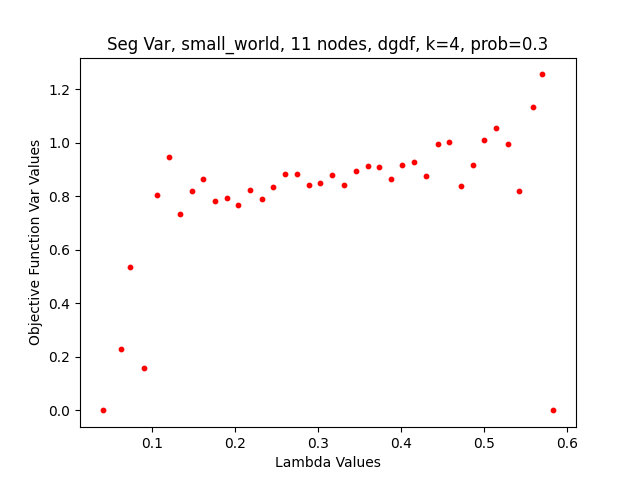 Seg Var, small_world, 11 nodes, dgdf, k=4, prob=0.3
Objective Function Var Values
1.2
1.0
0.8
0.6
0.4
0.2
0.0
0.1 0.2 0.3 0.4 0.5 0.6
Lambda Values